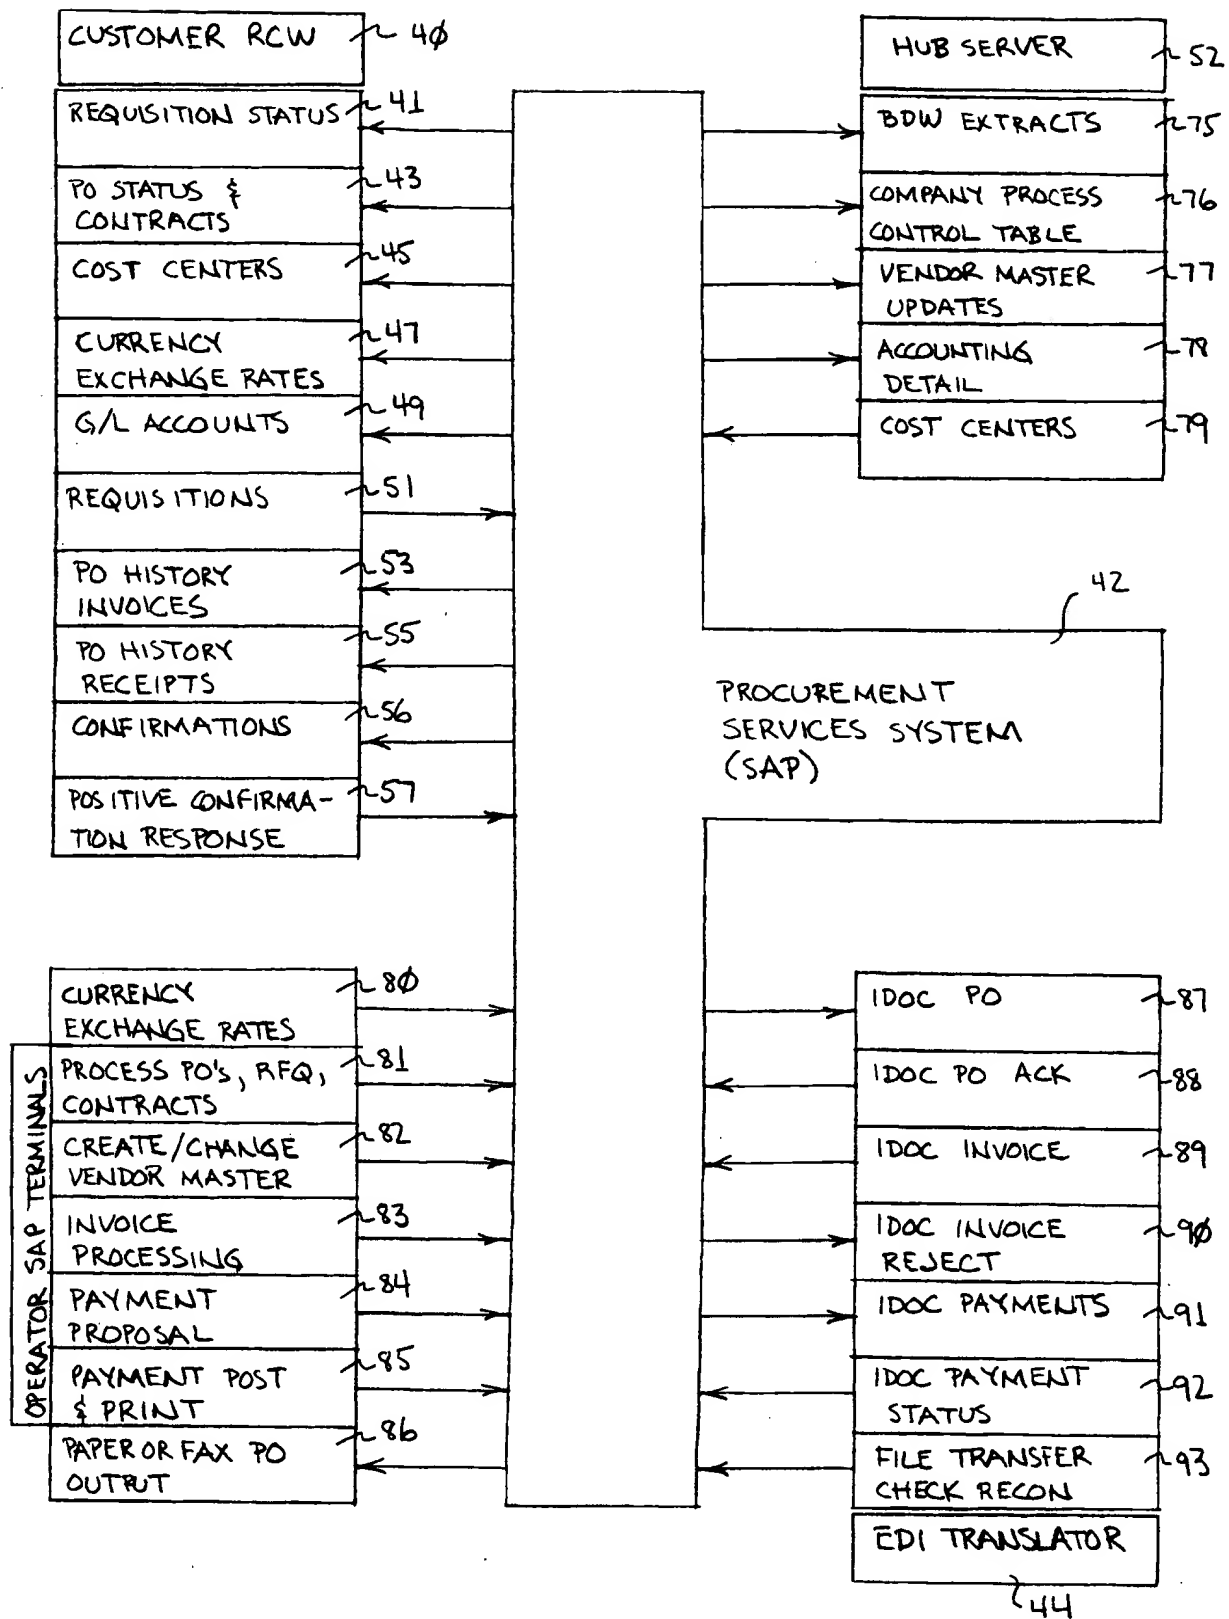 CUSTOMER RCW 40
REQUISITION STATUS 41
PO STATUS & 43
CONTRACTS
COST CENTERS 45
CURRENCY 47
EXCHANGE RATES
G/L ACCOUNTS 49
REQUISITIONS 51
PO HISTORY 53
INVOICES
PO HISTORY 55
RECEIPTS
CONFIRMATIONS 56
POSITIVE CONFIRMA- 57
TION RESPONSE
HUB SERVER 52
BDW EXTRACTS 75
COMPANY PROCESS 76
CONTROL TABLE
VENDOR MASTER 77
UPDATES
ACCOUNTING 78
DETAIL
COST CENTERS 79
42
PROCUREMENT
SERVICES SYSTEM
(SAP)
OPERATOR SAP TERMINALS
CURRENCY 80
EXCHANGE RATES
PROCESS PO's, RFQ, 81
CONTRACTS
CREATE/CHANGE 82
VENDOR MASTER
INVOICE 83
PROCESSING
PAYMENT 84
PROPOSAL
PAYMENT POST 85
& PRINT
PAPER OR FAX PO 86
OUTPUT
IDOC PO 87
IDOC PO ACK 88
IDOC INVOICE 89
IDOC INVOICE 90
REJECT
IDOC PAYMENTS 91
IDOC PAYMENT 92
STATUS
FILE TRANSFER 93
CHECK RECON
EDI TRANSLATOR
44